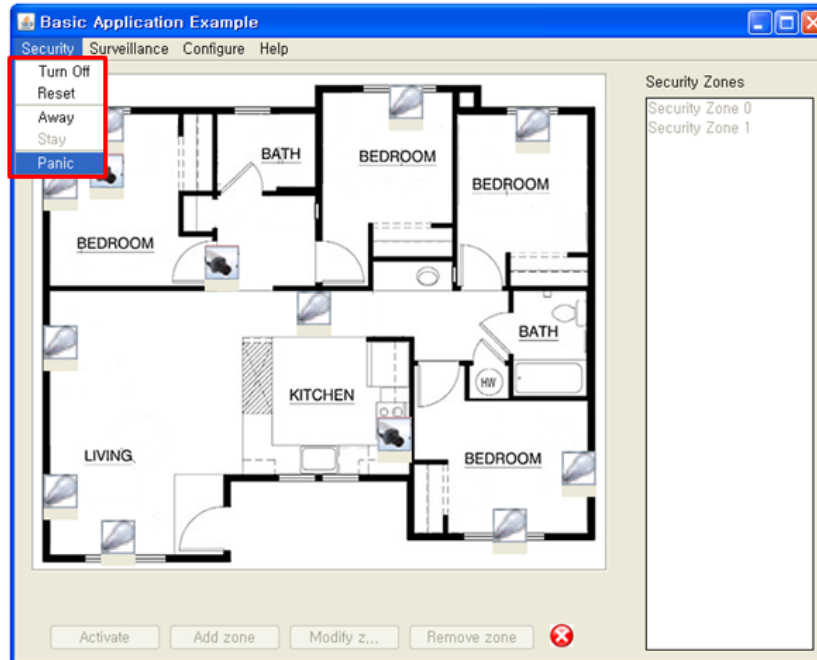 Basic Application Example
Security Surveillance Configure Help
Turn Off
Reset
Away
Stay
Panic
Security Zones
Security Zone 0
Security Zone 1
BATH
BEDROOM
BEDROOM
BEDROOM
BATH
HW
KITCHEN
LIVING
BEDROOM
Activate Add zone Modify z... Remove zone